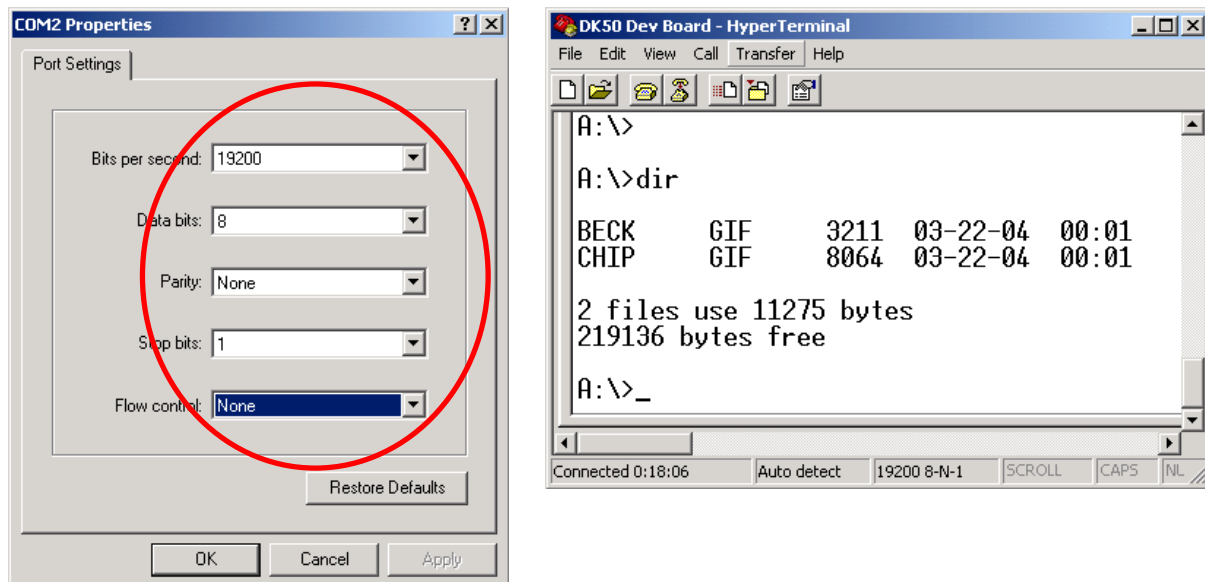 COM2 Properties
Port Settings
Bits per second: 19200
Data bits: 8
Parity: None
Stop bits: 1
Flow control: None
Restore Defaults
OK Cancel Apply
DK50 Dev Board - HyperTerminal
File Edit View Call Transfer Help
A:\>
A:\>dir
BECK GIF 3211 03-22-04 00:01
CHIP GIF 8064 03-22-04 00:01
2 files use 11275 bytes
219136 bytes free
A:\>_
Connected 0:18:06 Auto detect 19200 8-N-1 SCROLL CAPS NL